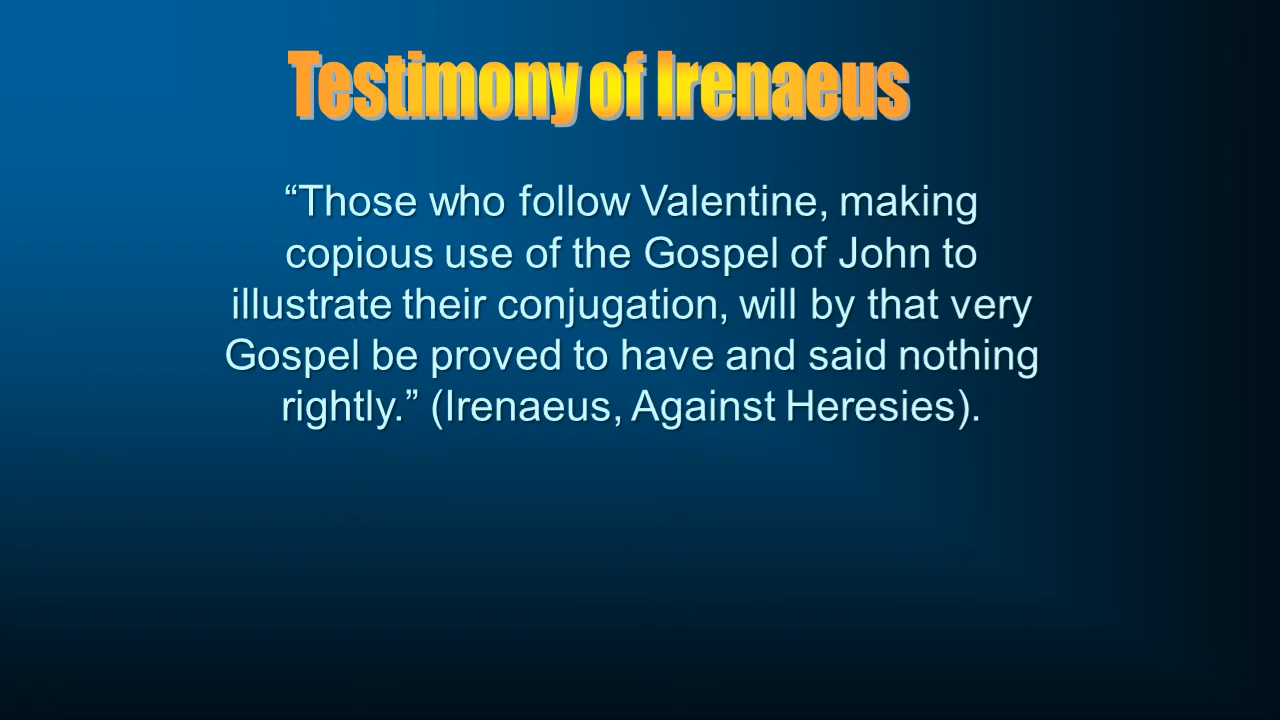 Testimony of Irenaeus
“Those who follow Valentine, making
copious use of the Gospel of John to
illustrate their conjugation, will by that very
Gospel be proved to have and said nothing
rightly.” (Irenaeus, Against Heresies).